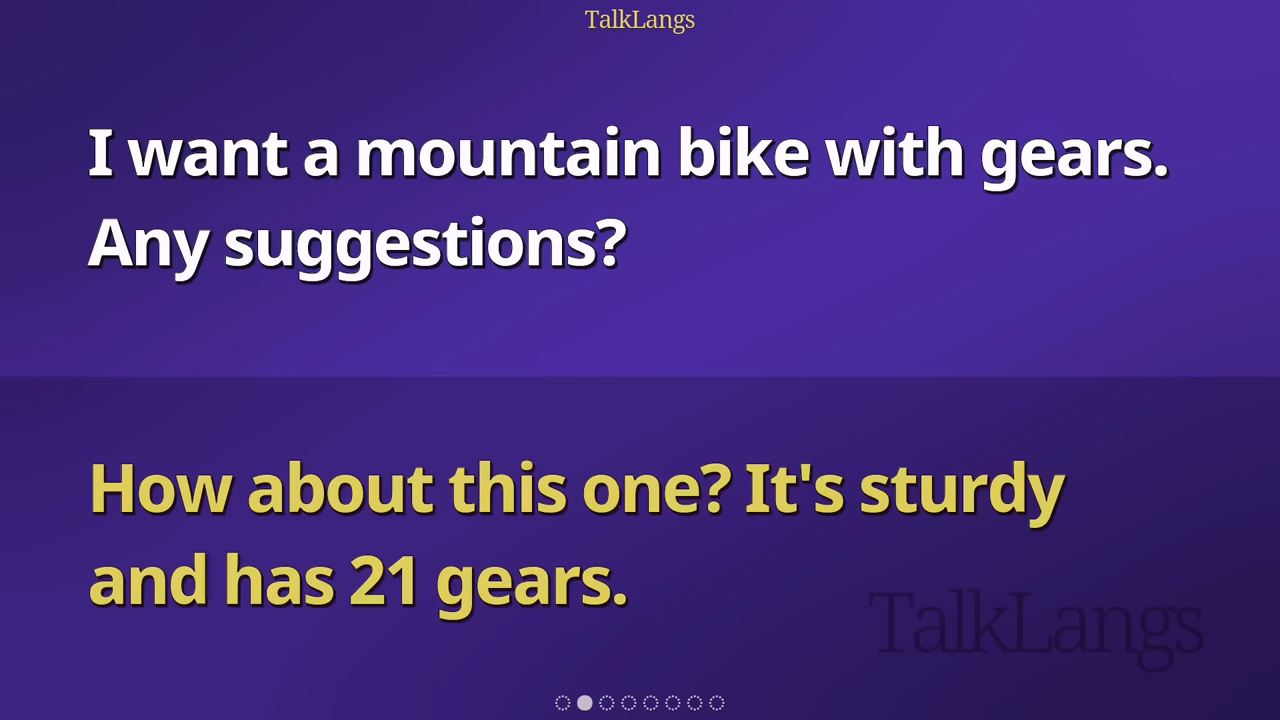 TalkLangs
I want a mountain bike with gears.
Any suggestions?
How about this one? It's sturdy
and has 21 gears.
TalkLangs